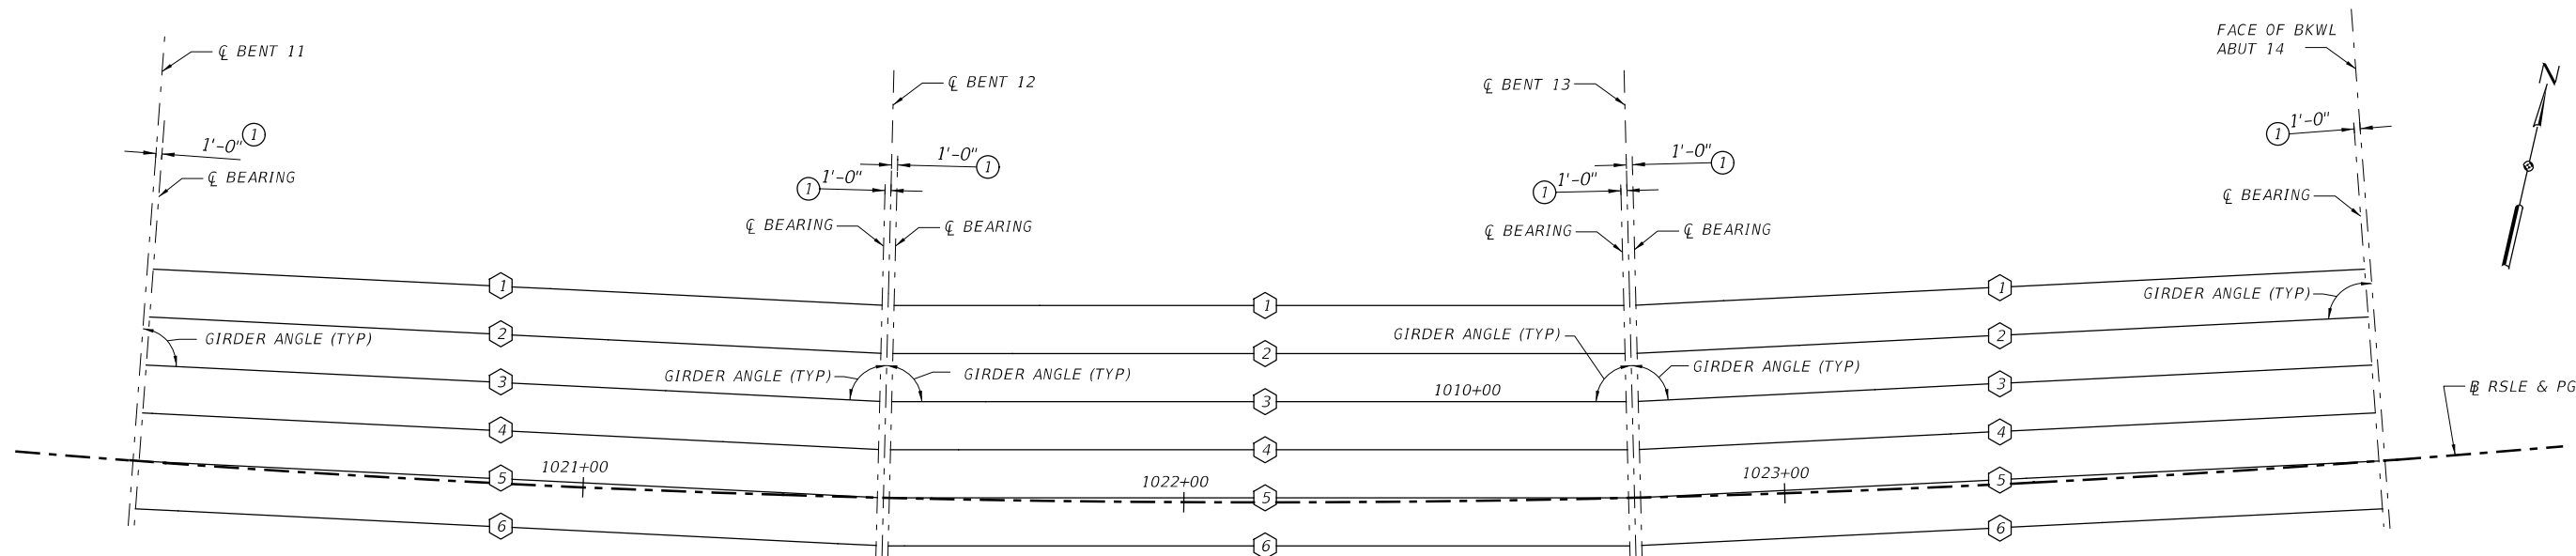 ℄ BENT 11
℄ BENT 12
℄ BENT 13
FACE OF BKWL
ABUT 14
N
1'-0" 1
℄ BEARING
1'-0" 1
1 1'-0"
℄ BEARING
℄ BEARING
1'-0" 1
1 1'-0"
℄ BEARING
℄ BEARING
1 1'-0"
℄ BEARING
1
1
1
GIRDER ANGLE (TYP)
2
2
2
GIRDER ANGLE (TYP)
GIRDER ANGLE (TYP)
GIRDER ANGLE (TYP)
GIRDER ANGLE (TYP)
GIRDER ANGLE (TYP)
3
3
3
1010+00
RSLE & PG
4
4
4
1021+00
1022+00
1023+00
5
5
5
6
6
6